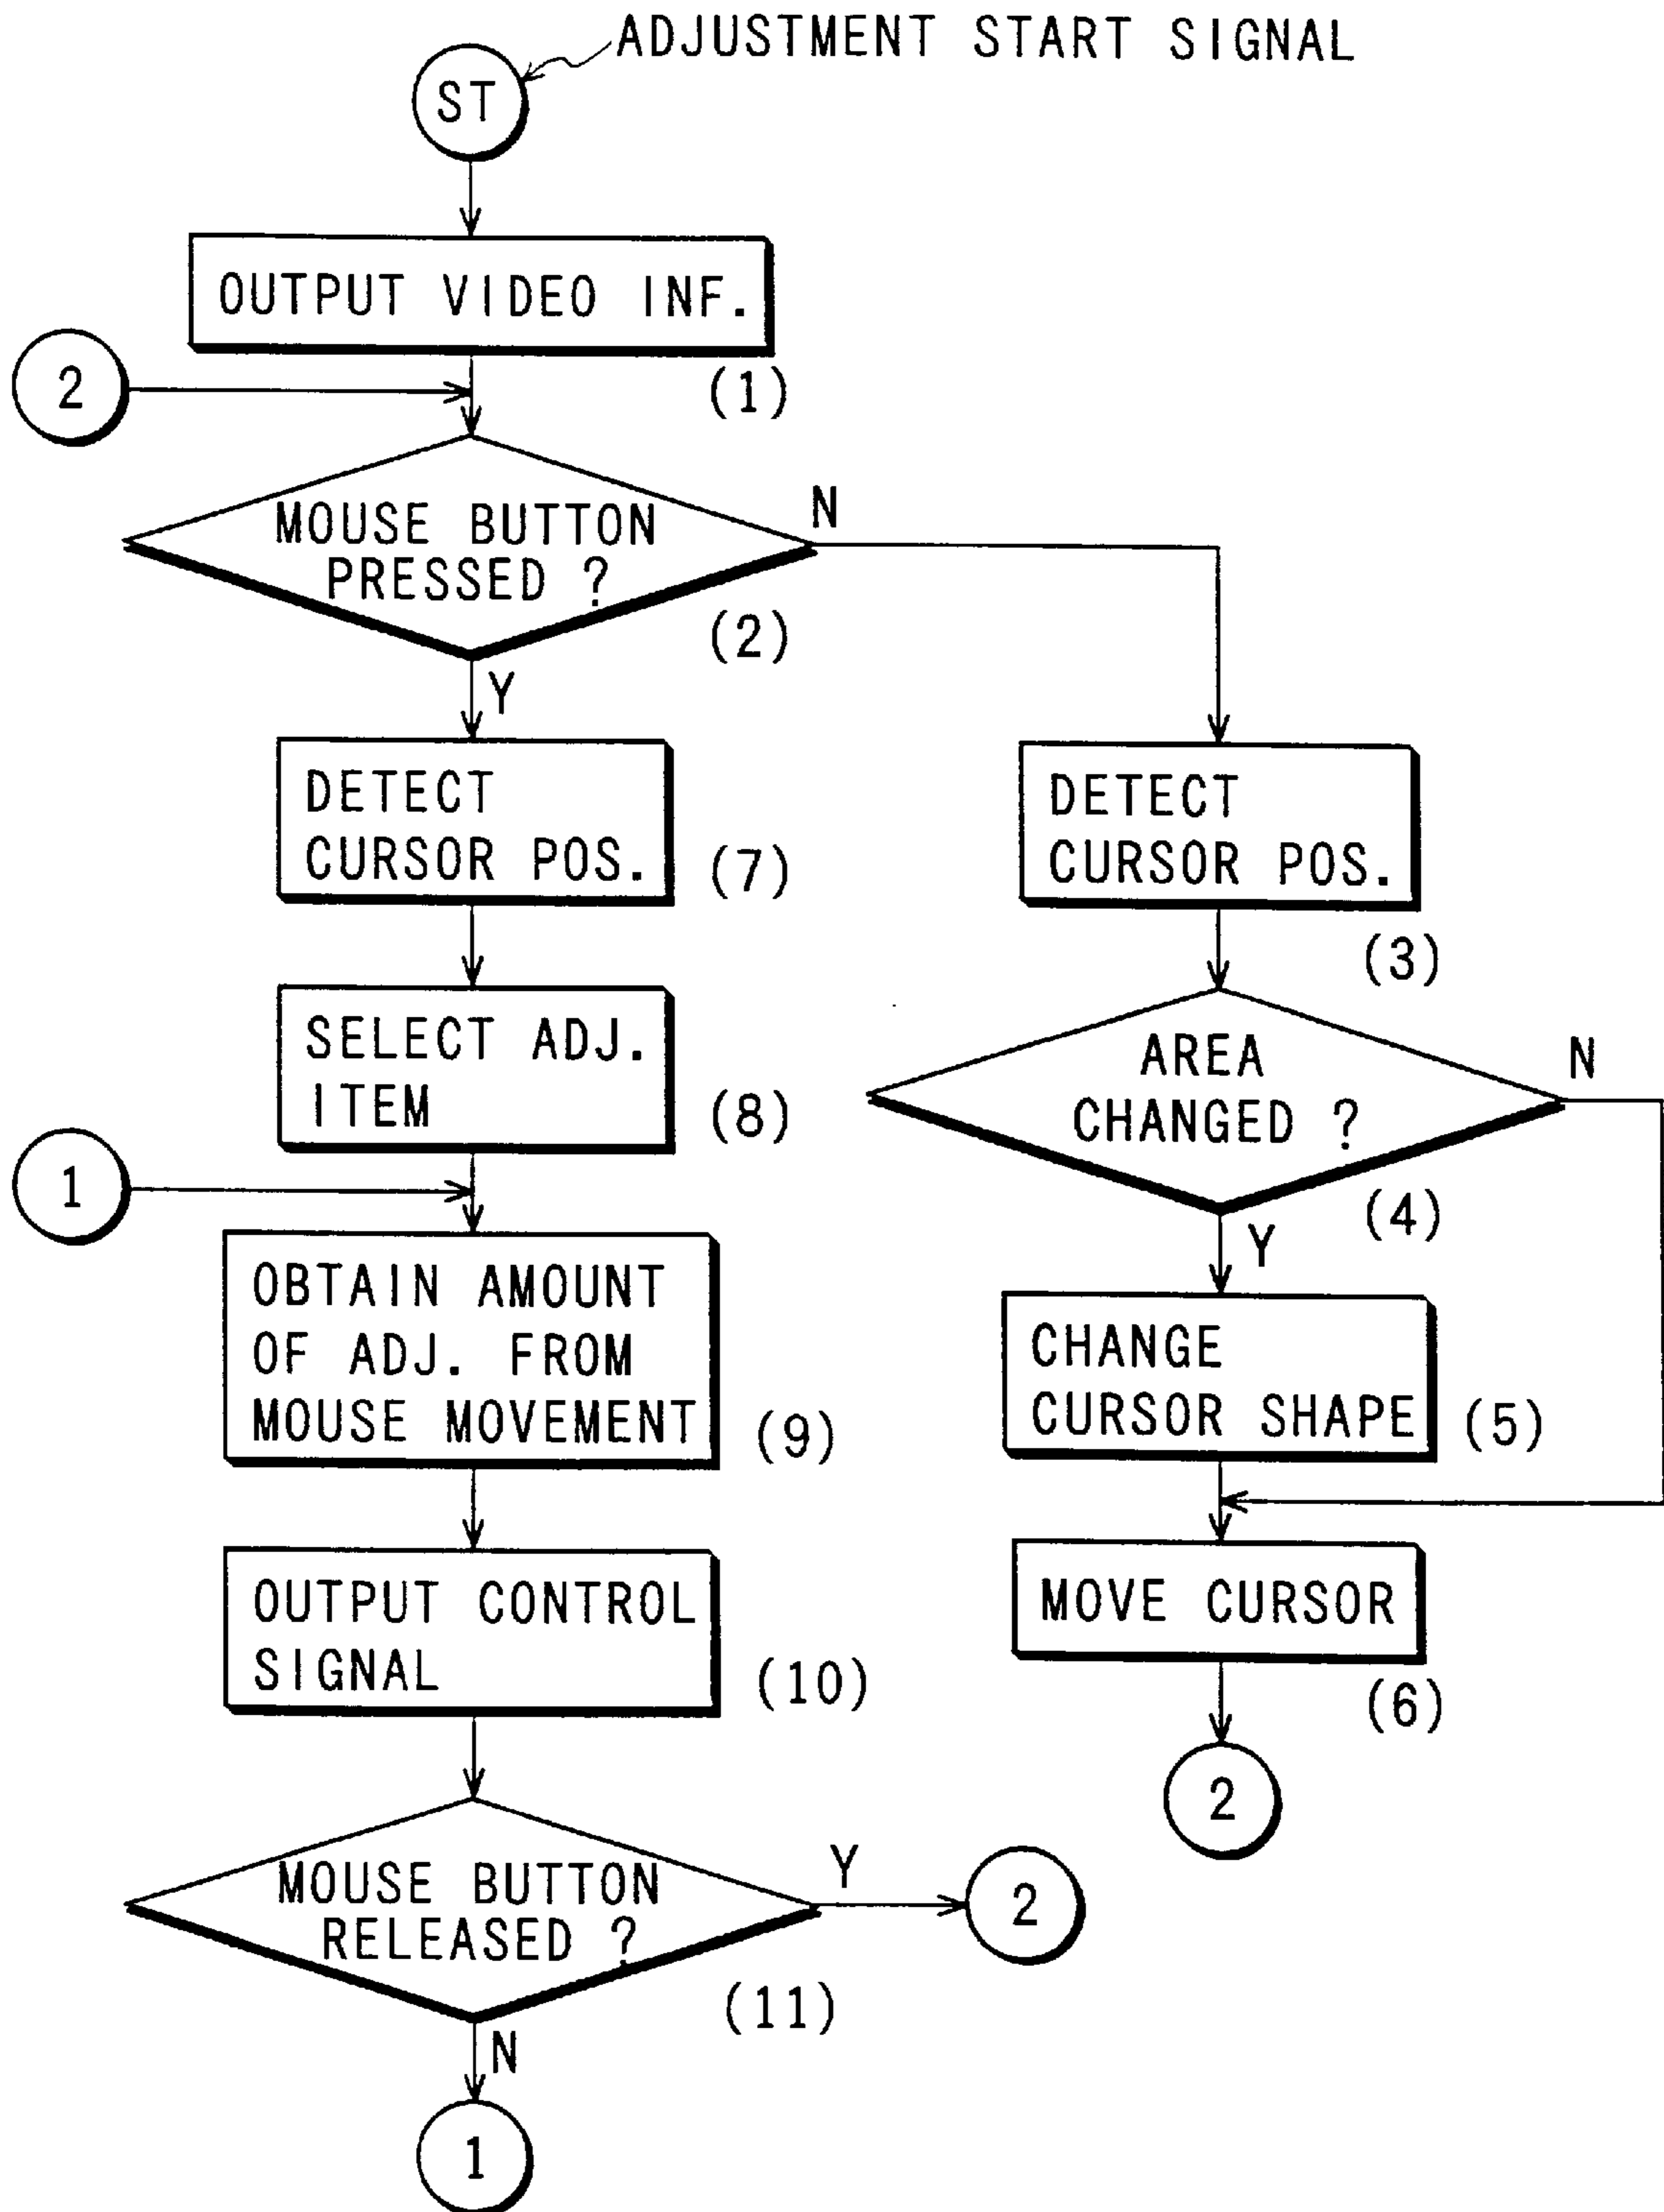 ADJUSTMENT START SIGNAL
ST
OUTPUT VIDEO INF.
(1)
2
MOUSE BUTTON
PRESSED ?
(2)
N
Y
DETECT
CURSOR POS.
(7)
SELECT ADJ.
ITEM
(8)
1
OBTAIN AMOUNT
OF ADJ. FROM
MOUSE MOVEMENT
(9)
OUTPUT CONTROL
SIGNAL
(10)
MOUSE BUTTON
RELEASED ?
(11)
Y
2
N
1
DETECT
CURSOR POS.
(3)
AREA
CHANGED ?
(4)
N
Y
CHANGE
CURSOR SHAPE
(5)
MOVE CURSOR
(6)
2